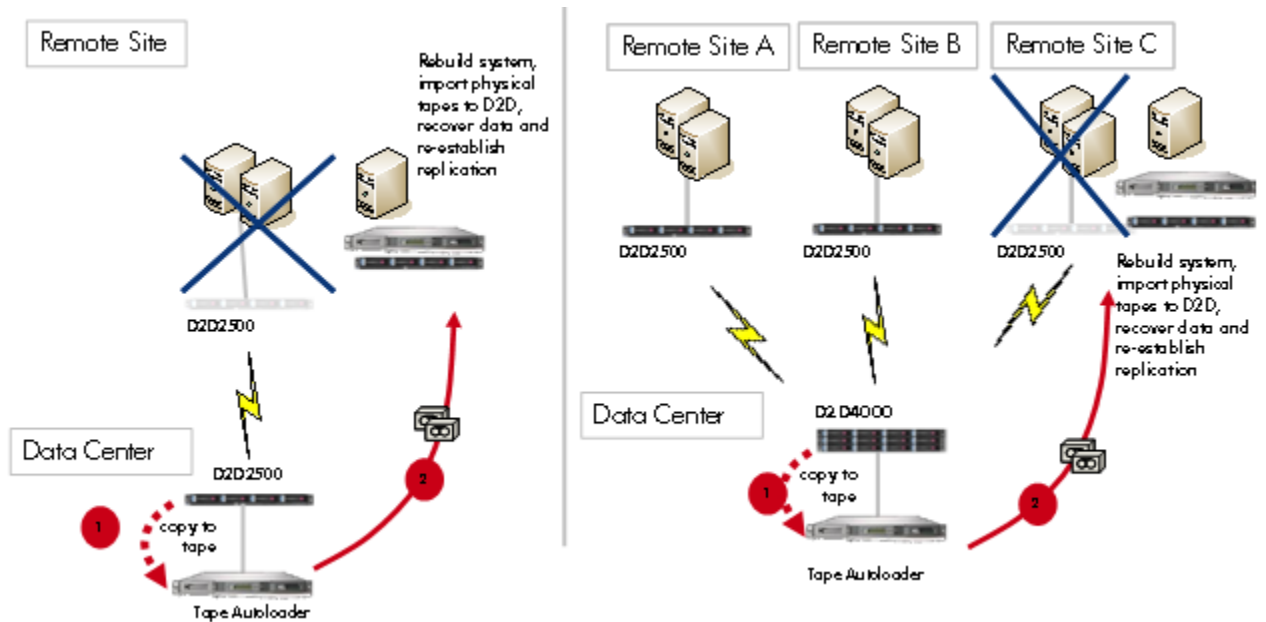 Remote Site
Rebuild system,
import physical
tapes to D2D,
recover data and
re-establish
replication
D2D2500
Data Center
D2D2500
1
copy to
tape
2
Tape Autoloader
Remote Site A
Remote Site B
Remote Site C
D2D2500
D2D2500
D2D2500
Rebuild system,
import physical
tapes to D2D,
recover data and
re-establish
replication
Data Center
D2D4000
1
copy to
tape
2
Tape Autoloader